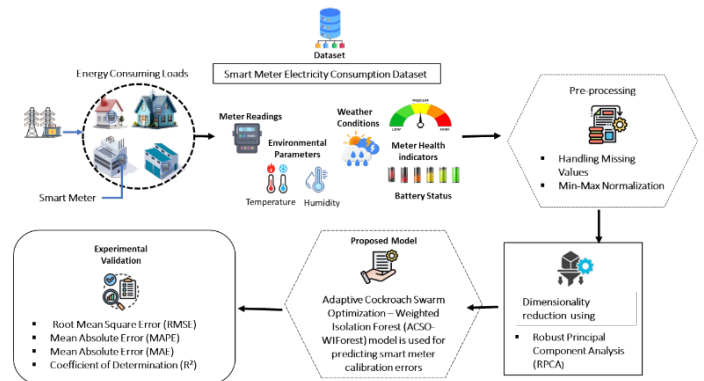 Dataset
Smart Meter Electricity Consumption Dataset
Energy Consuming Loads
Smart Meter
Meter Readings
Environmental
Parameters
Temperature
Humidity
Weather
Conditions
LOW
MEDIUM
HIGH
Meter Health
indicators
Battery Status
Pre-processing
▪ Handling Missing
Values
▪ Min-Max Normalization
Dimensionality
reduction using
▪ Robust Principal
Component Analysis
(RPCA)
Proposed Model
Adaptive Cockroach Swarm
Optimization – Weighted
Isolation Forest (ACSO-
WIForest) model is used for
predicting smart meter
calibration errors
Experimental
Validation
▪ Root Mean Square Error (RMSE)
▪ Mean Absolute Error (MAPE)
▪ Mean Absolute Error (MAE)
▪ Coefficient of Determination (R²)